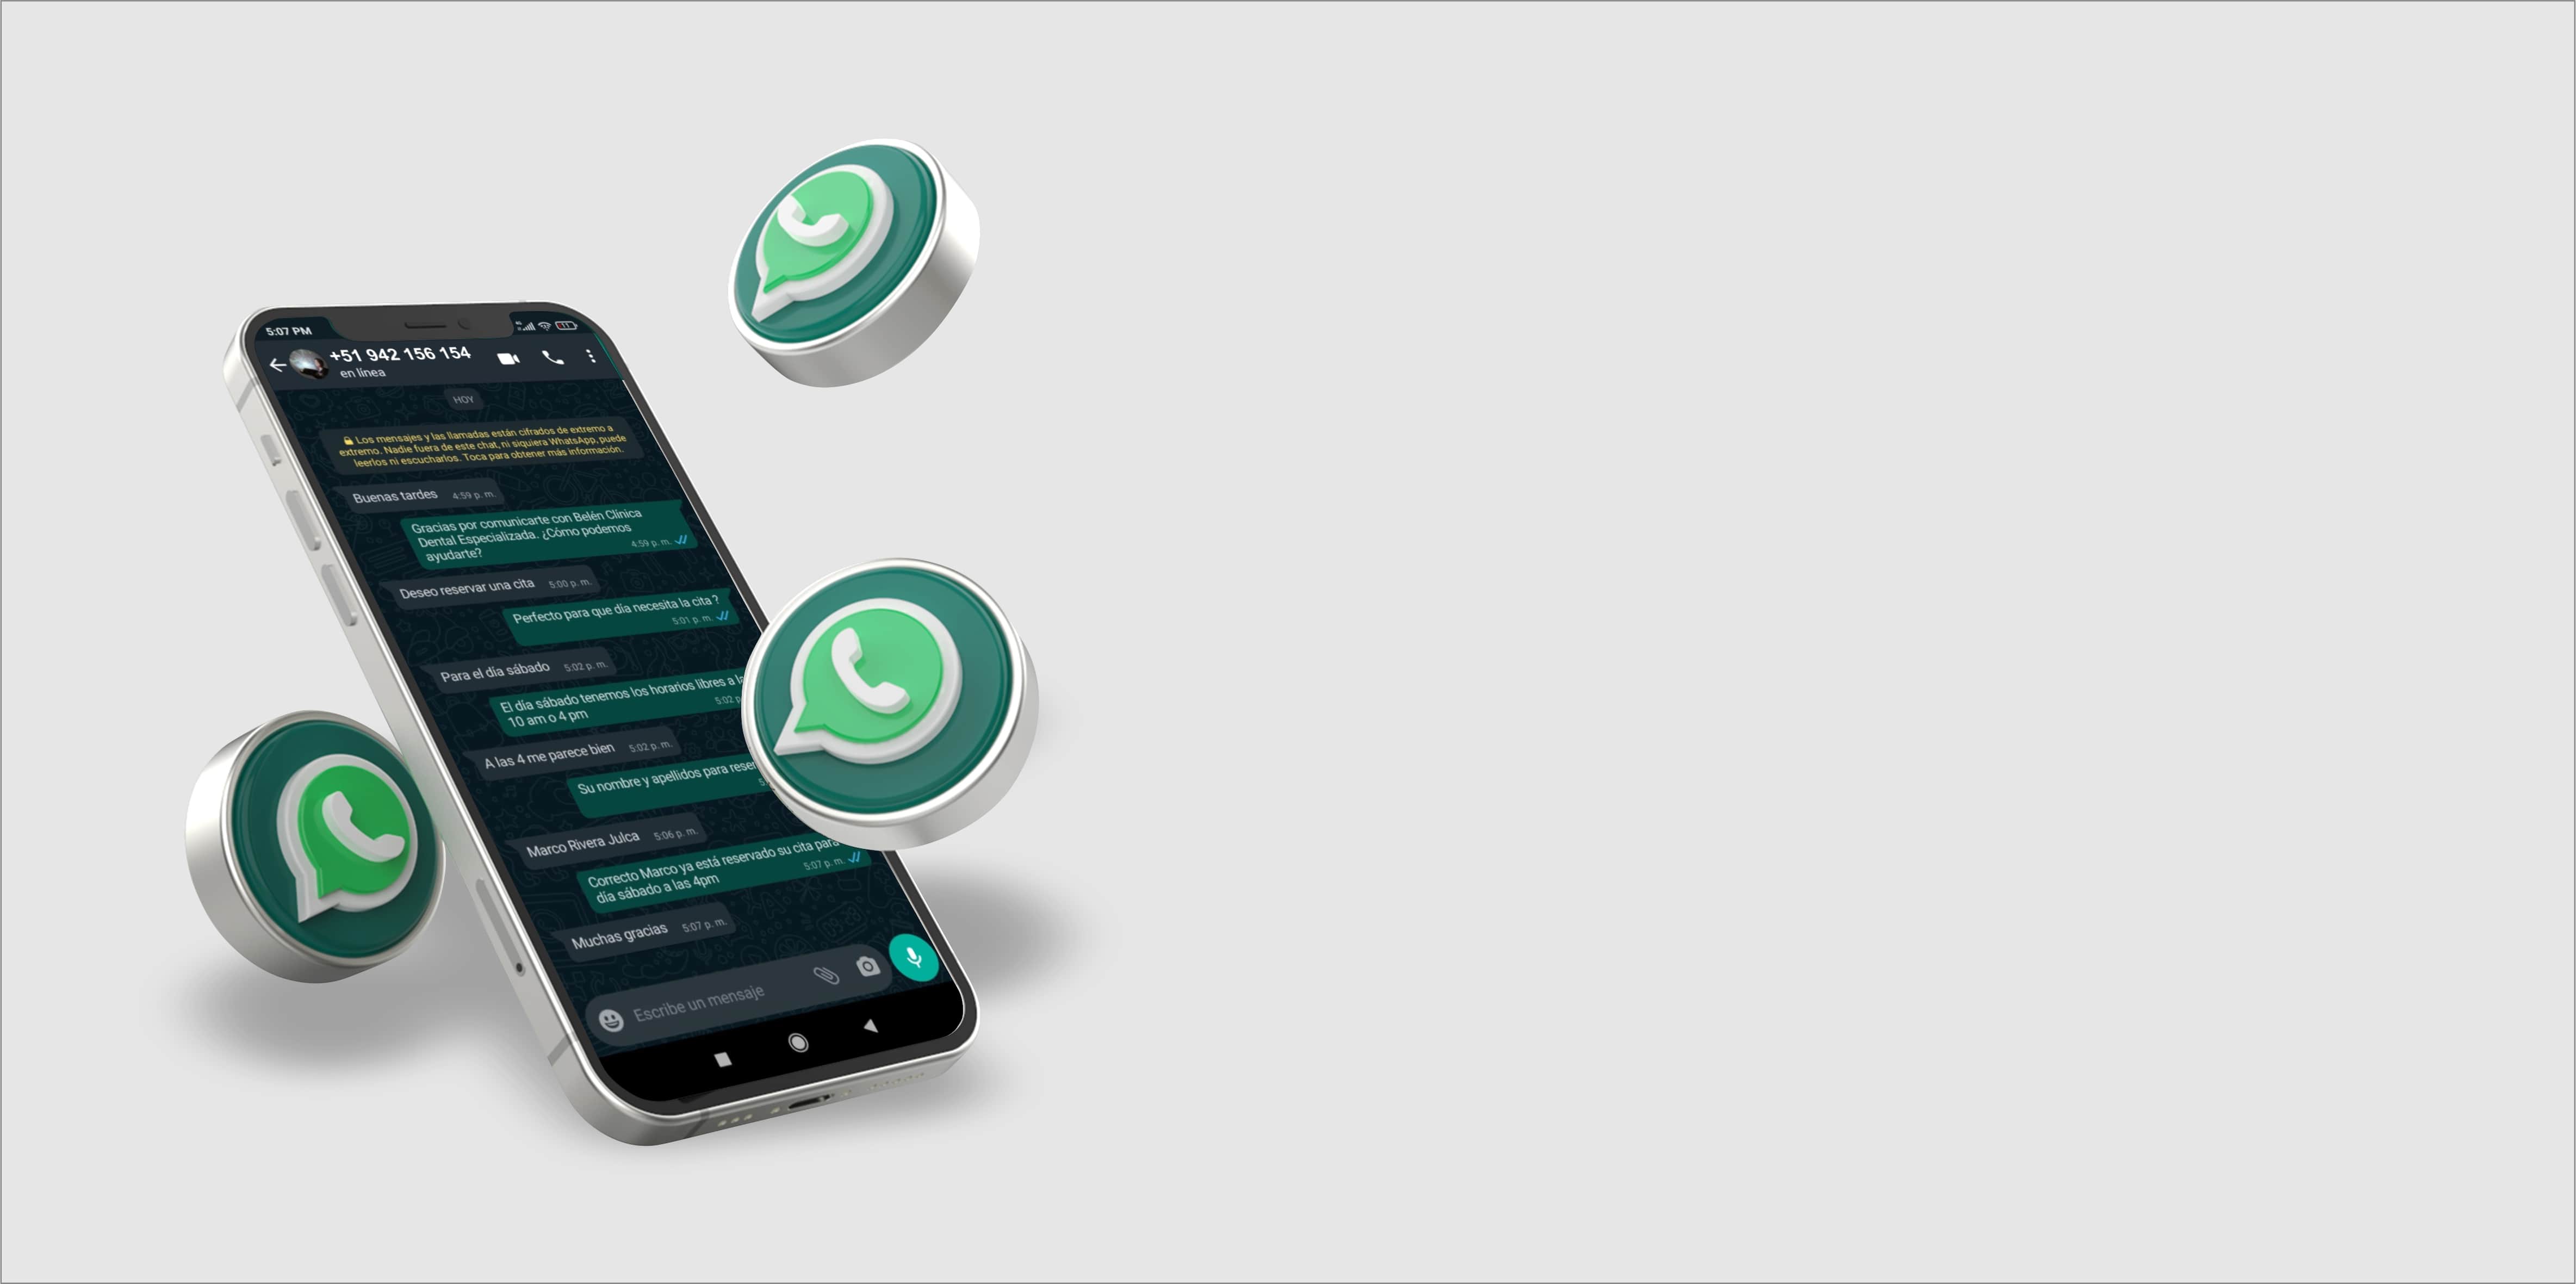 5:07 PM
+51 942 156 154
en línea
HOY
Los mensajes y las llamadas están cifrados de extremo a
extremo. Nadie fuera de este chat, ni siquiera WhatsApp, puede
leerlos ni escucharlos. Toca para obtener más información.
Buenas tardes 4:59 p. m.
Gracias por comunicarte con Belén Clínica
Dental Especializada. ¿Cómo podemos
ayudarte? 4:59 p. m.
Deseo reservar una cita 5:00 p. m.
Perfecto para que día necesita la cita ?
5:01 p. m.
Para el día sábado 5:02 p. m.
El día sábado tenemos los horarios libres a
10 am o 4 pm 5:02 p
A las 4 me parece bien 5:02 p. m.
Su nombre y apellidos para
Marco Rivera Julca 5:06 p. m.
Correcto Marco ya está reservado su cita para
día sábado a las 4pm 5:07 p. m.
Muchas gracias 5:07 p. m.
Escribe un mensaje